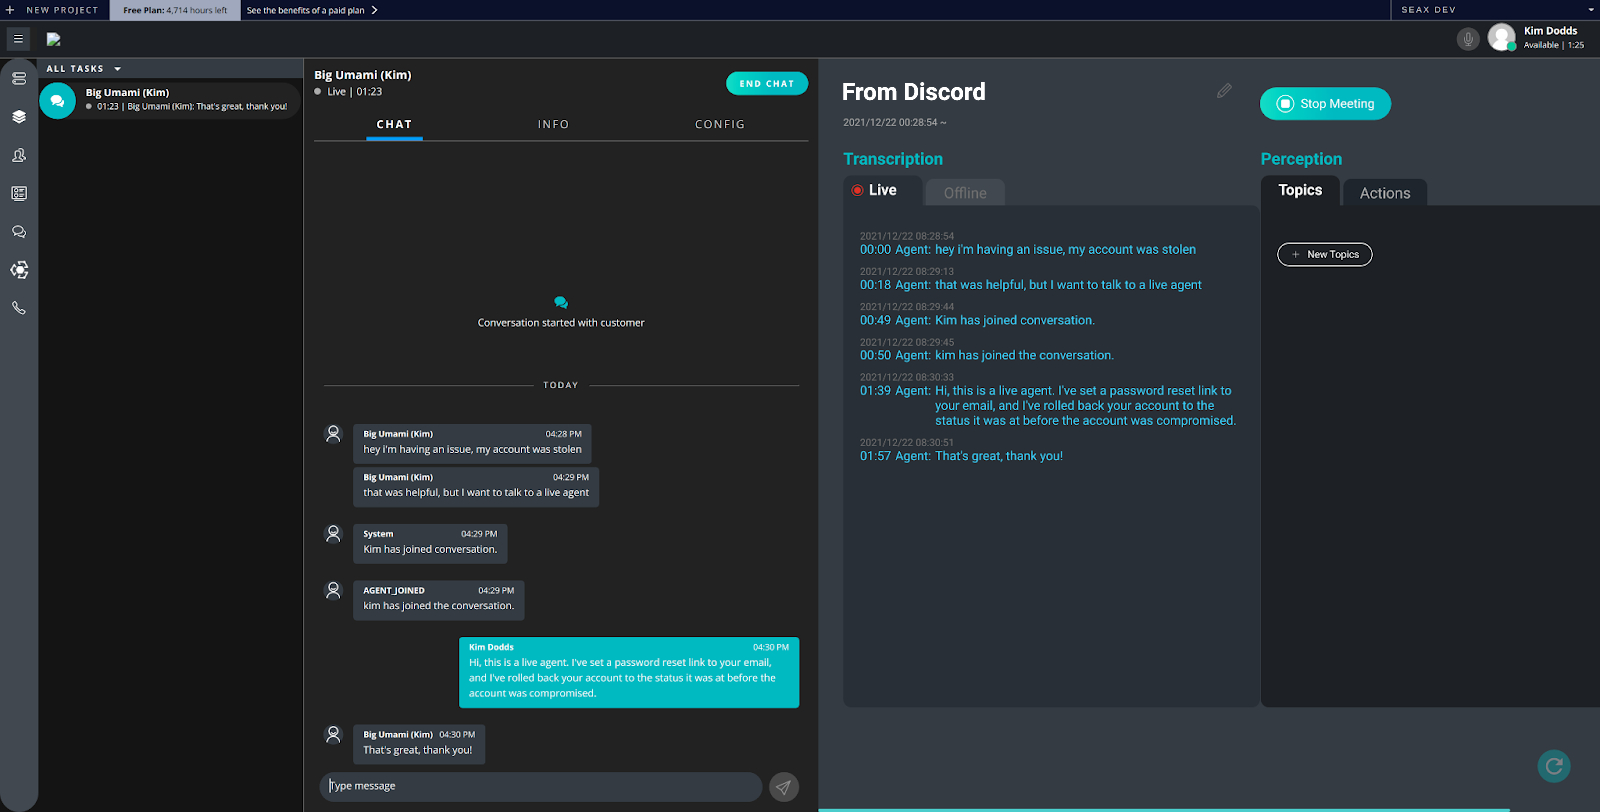 + NEW PROJECT
Free Plan: 4,714 hours left
See the benefits of a paid plan
SEAX DEV
Kim Dodds
Available | 1:25
ALL TASKS
Big Umami (Kim)
01:23 | Big Umami (Kim): That's great, thank you!
Big Umami (Kim)
Live | 01:23
END CHAT
CHAT
INFO
CONFIG
Conversation started with customer
TODAY
Big Umami (Kim) 04:28 PM
hey i'm having an issue, my account was stolen
Big Umami (Kim) 04:29 PM
that was helpful, but I want to talk to a live agent
System 04:29 PM
Kim has joined conversation.
AGENT_JOINED 04:29 PM
kim has joined the conversation.
Kim Dodds 04:30 PM
Hi, this is a live agent. I've set a password reset link to your email,
and I've rolled back your account to the status it was at before the
account was compromised.
Big Umami (Kim) 04:30 PM
That's great, thank you!
Type message
From Discord
2021/12/22 00:28:54 ~
Stop Meeting
Transcription
Live
Offline
2021/12/22 08:28:54
00:00 Agent: hey i'm having an issue, my account was stolen
2021/12/22 08:29:13
00:18 Agent: that was helpful, but I want to talk to a live agent
2021/12/22 08:29:44
00:49 Agent: Kim has joined conversation.
2021/12/22 08:29:45
00:50 Agent: kim has joined the conversation.
2021/12/22 08:30:33
01:39 Agent: Hi, this is a live agent. I've set a password reset link to
your email, and I've rolled back your account to the
status it was at before the account was compromised.
2021/12/22 08:30:51
01:57 Agent: That's great, thank you!
Perception
Topics
Actions
+ New Topics